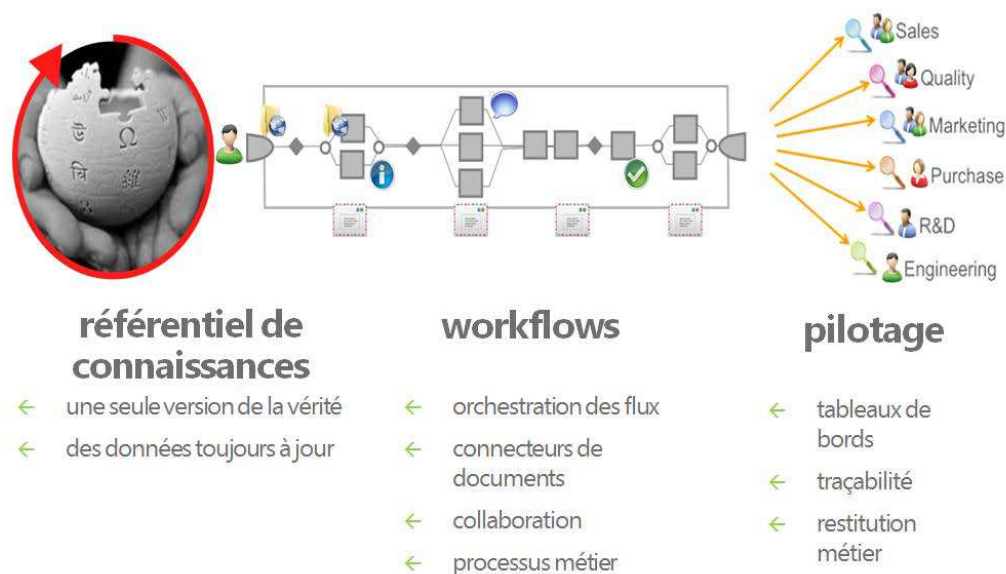 Sales
Quality
Marketing
Purchase
R&D
Engineering
référentiel de
connaissances
← une seule version de la vérité
← des données toujours à jour
workflows
← orchestration des flux
← connecteurs de
documents
← collaboration
← processus métier
pilotage
← tableaux de
bords
← traçabilité
← restitution
métier